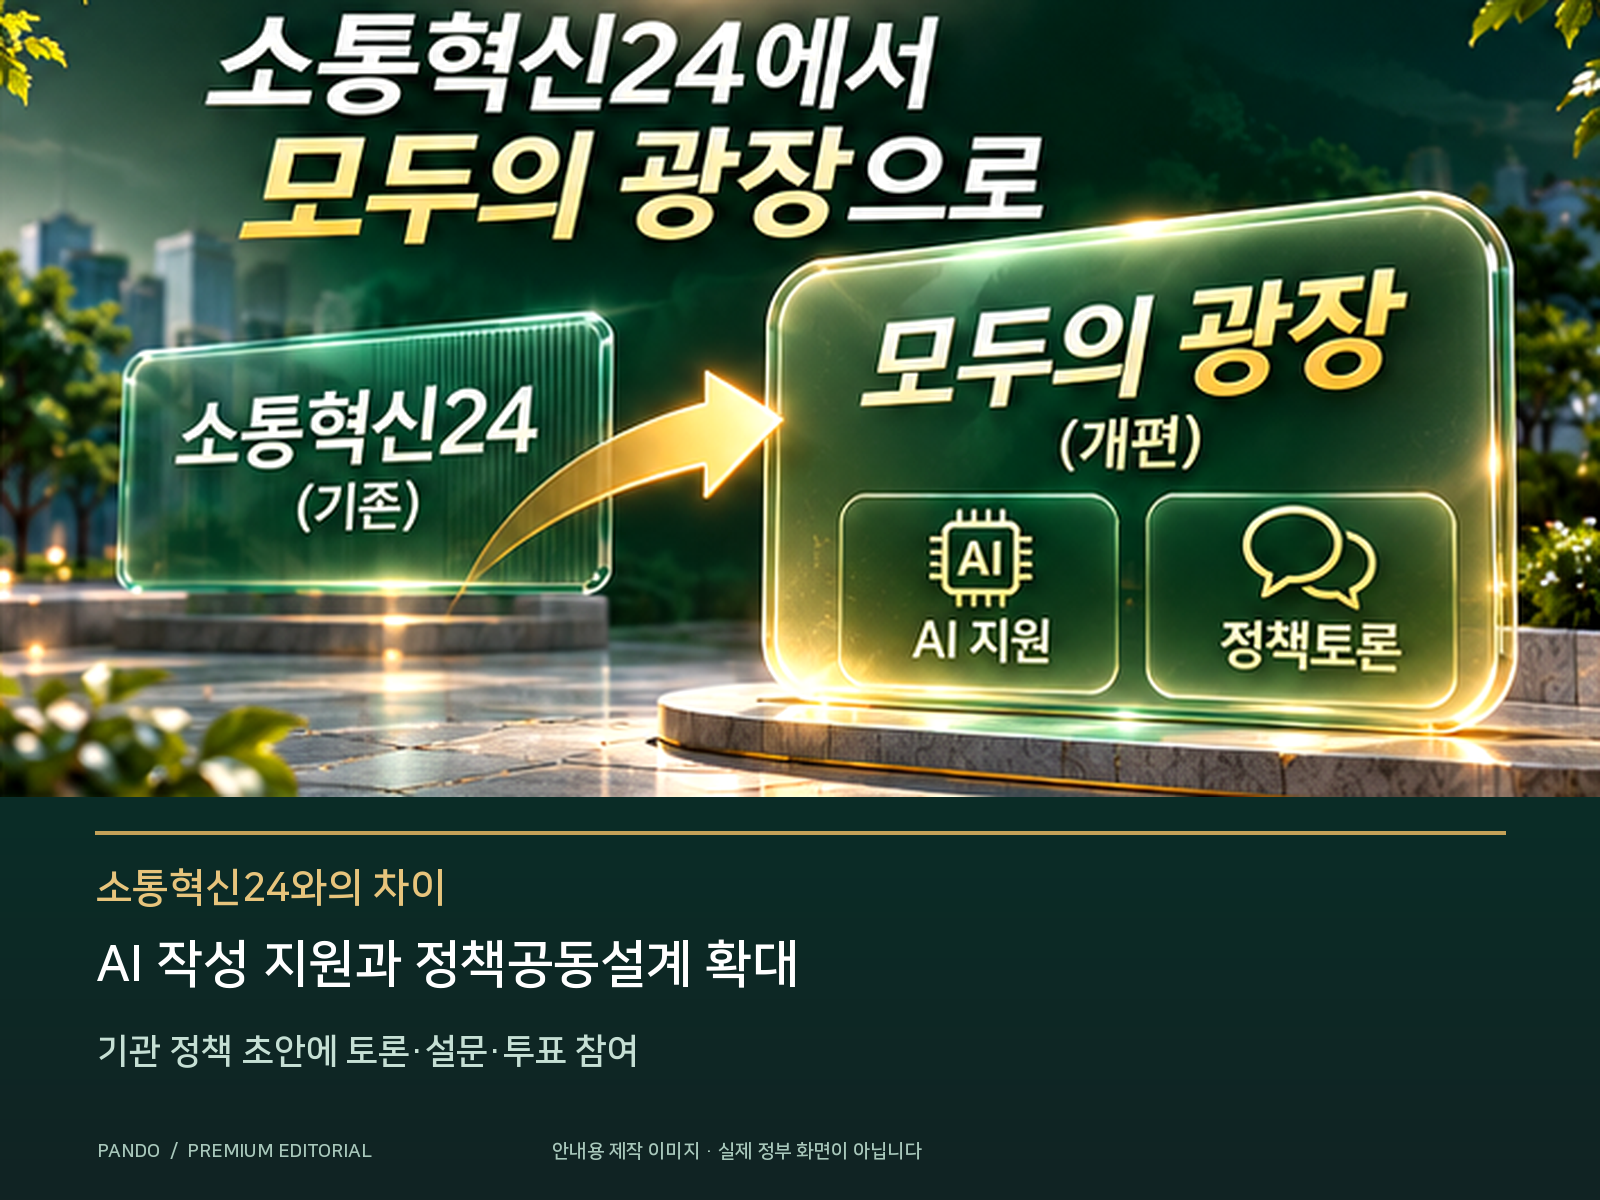 소통혁신24에서
모두의 광장으로
소통혁신24
(기존)
모두의 광장
(개편)
AI
AI 지원
정책토론
소통혁신24와의 차이
AI 작성 지원과 정책공동설계 확대
기관 정책 초안에 토론·설문·투표 참여
PANDO / PREMIUM EDITORIAL
안내용 제작 이미지 · 실제 정부 화면이 아닙니다